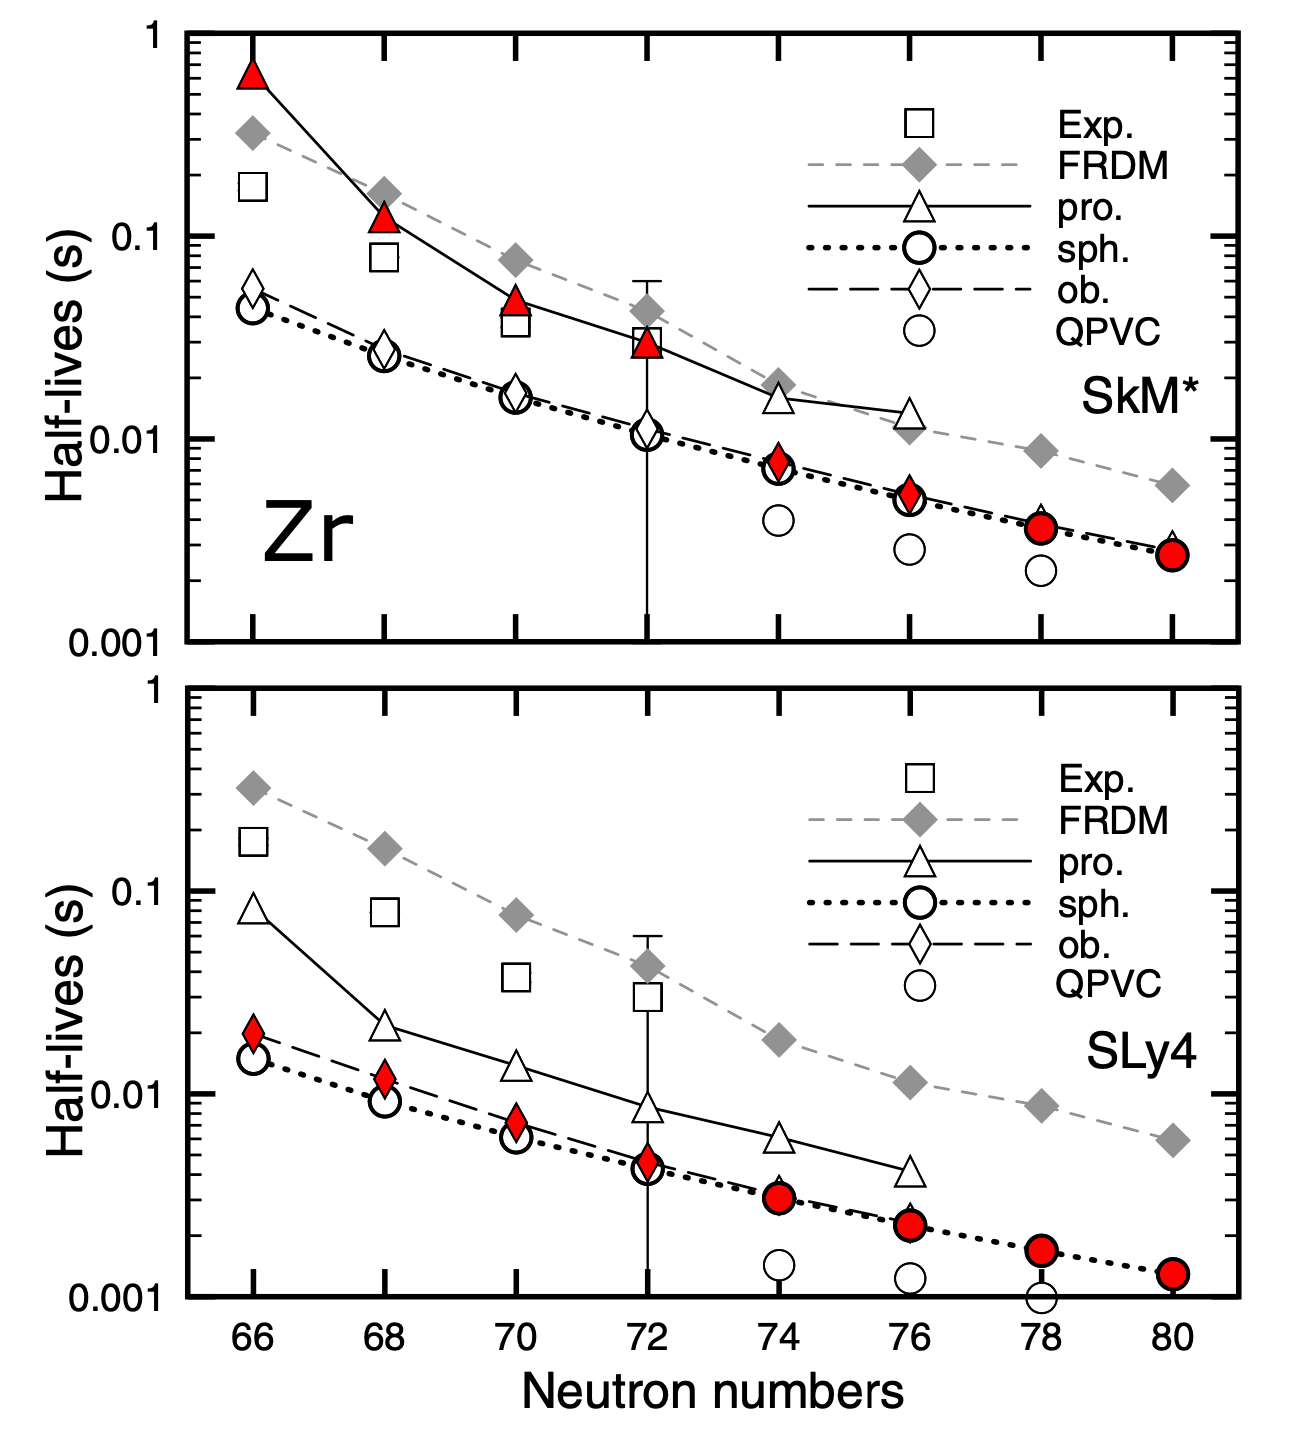 1
0.1
0.01
0.001
Half-lives (s)
Exp.
FRDM
pro.
sph.
ob.
QPVC
SkM*
Zr
1
0.1
0.01
0.001
Half-lives (s)
Exp.
FRDM
pro.
sph.
ob.
QPVC
SLy4
66 68 70 72 74 76 78 80
Neutron numbers